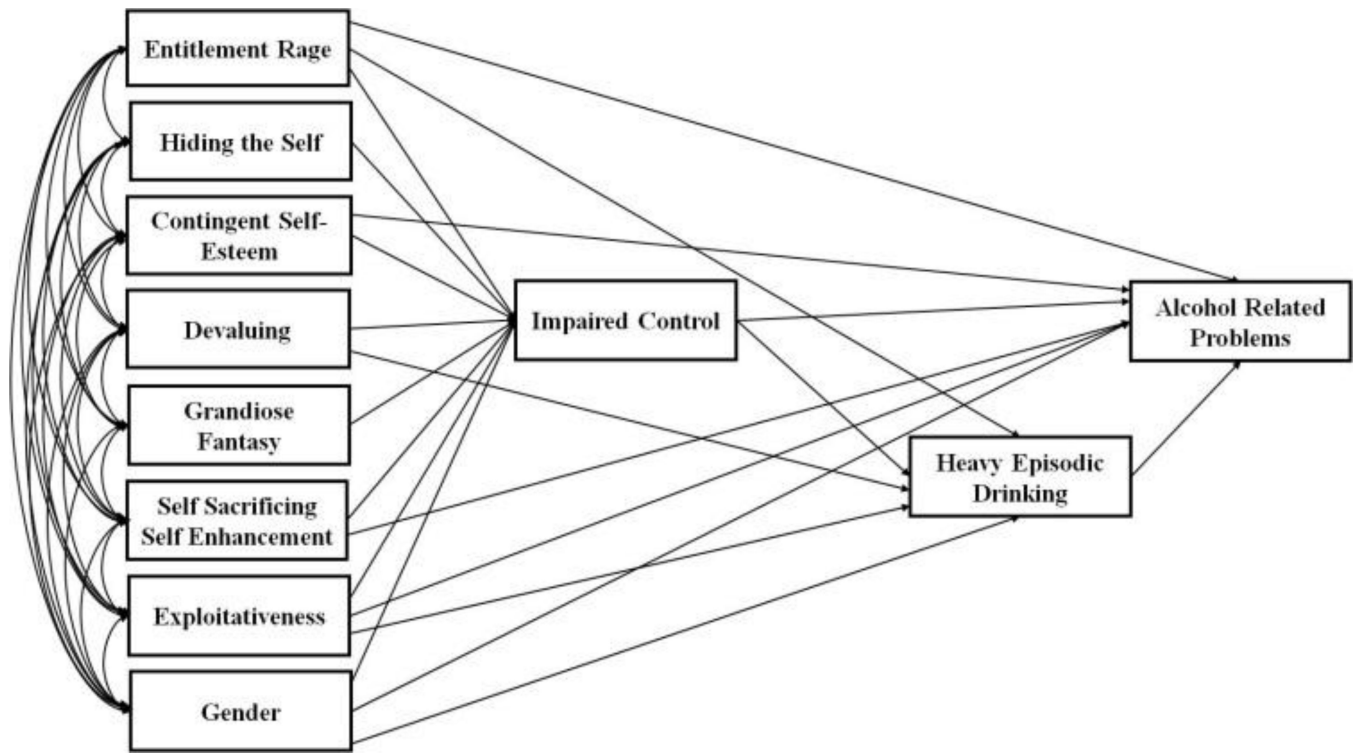 Entitlement Rage
Hiding the Self
Contingent Self-
Esteem
Devaluing
Grandiose
Fantasy
Self Sacrificing
Self Enhancement
Exploitativeness
Gender
Impaired Control
Heavy Episodic
Drinking
Alcohol Related
Problems